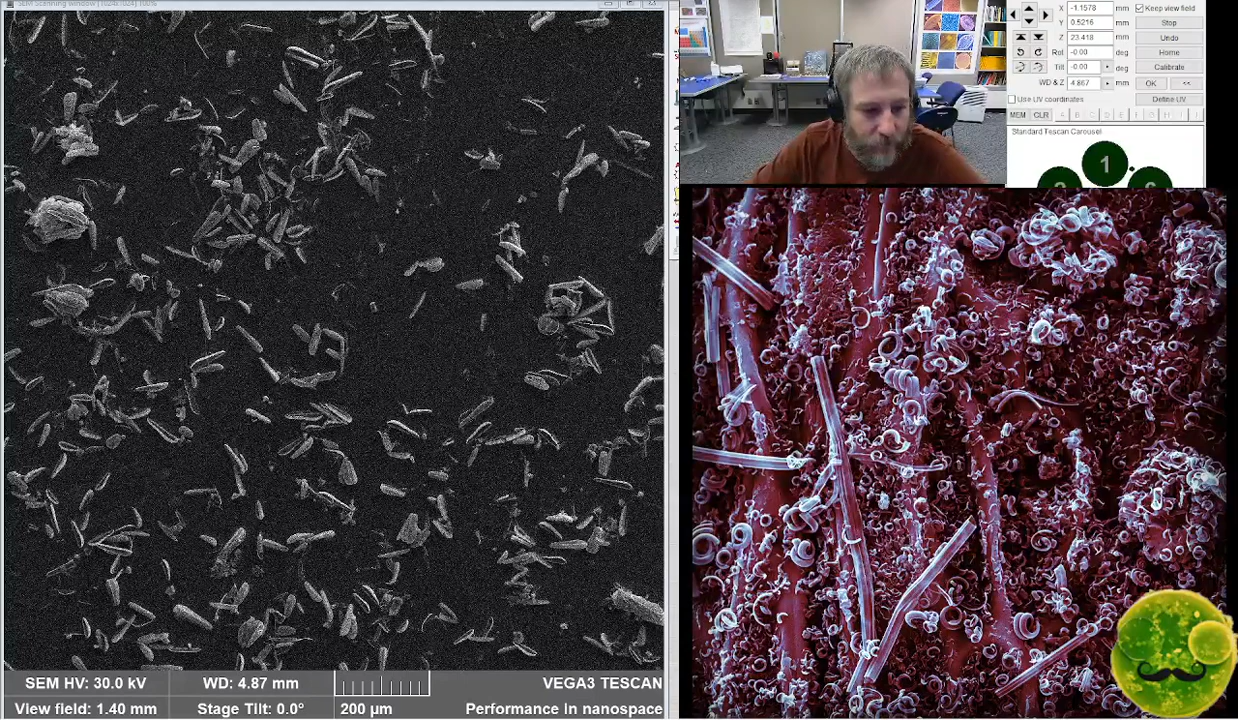 SEM Scanning window [1024x1024] 100%
SEM HV: 30.0 kV
WD: 4.87 mm
VEGA3 TESCAN
View field: 1.40 mm
Stage Tilt: 0.0°
200 µm
Performance in nanospace
X -1.1578 mm
Keep view field
Y 0.5216 mm
Stop
Z 23.418 mm
Undo
Rot -0.00 deg
Home
Tilt -0.00 deg
Calibrate
WD & Z 4.867 mm
OK <<
Use UV coordinates
Define UV
MEM CLR
Standard Tescan Carousel
1